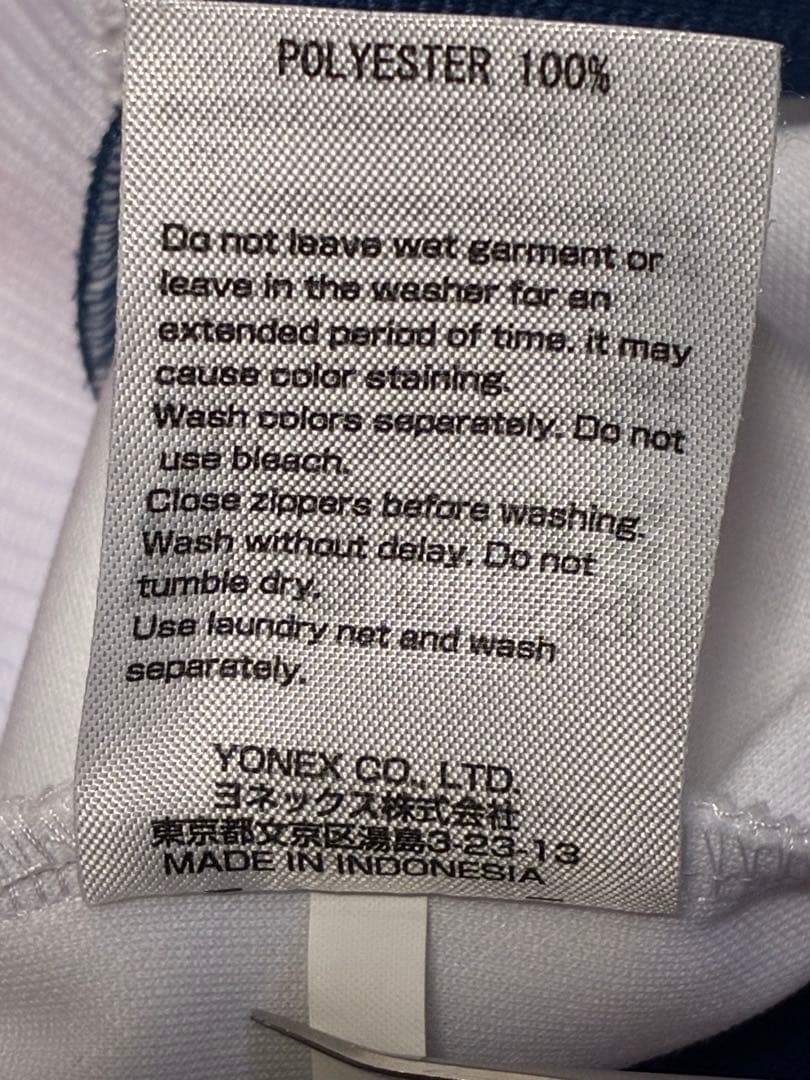 POLYESTER 100%
Do not leave wet garment or
leave in the washer for an
extended period of time. it may
cause color staining.
Wash colors separately. Do not
use bleach.
Close zippers before washing.
Wash without delay. Do not
tumble dry.
Use laundry net and wash
separately.
YONEX CO., LTD.
ヨネックス株式会社
東京都文京区湯島3-23-13
MADE IN INDONESIA